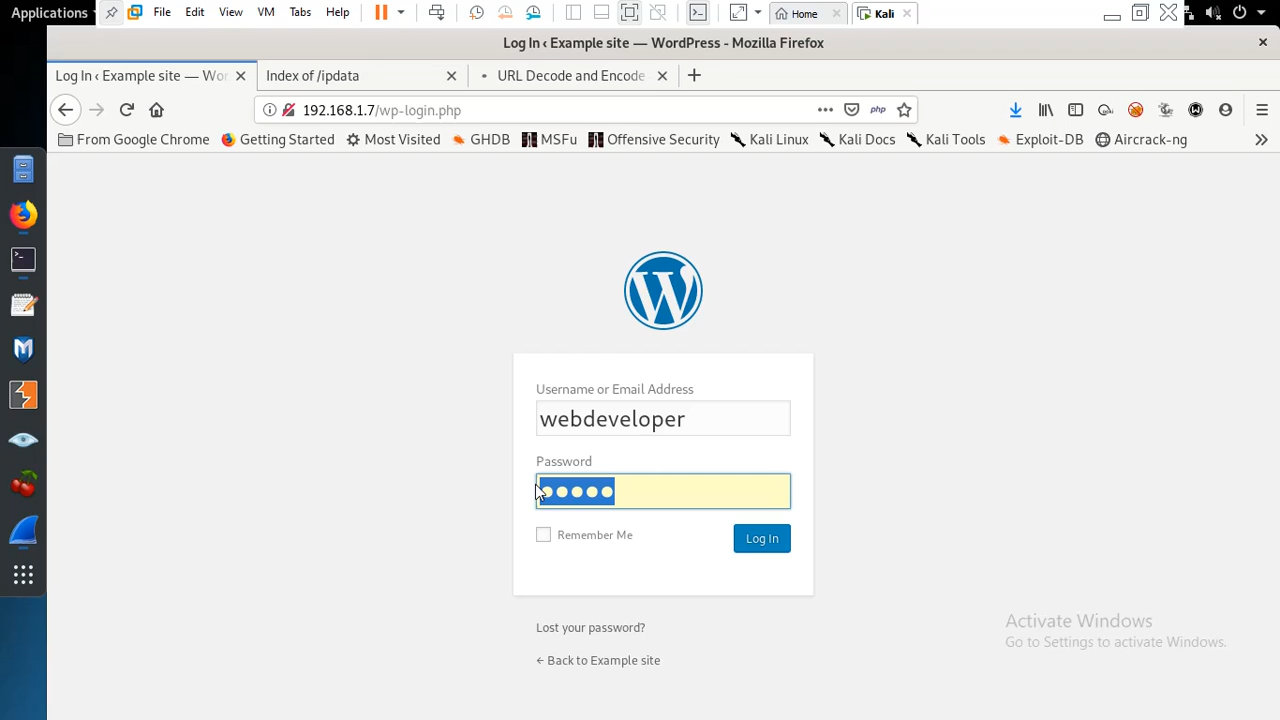 Applications File Edit View VM Tabs Help Home Kali
Log In ‹ Example site — WordPress - Mozilla Firefox
Log In ‹ Example site — Wor Index of /ipdata URL Decode and Encode
192.168.1.7/wp-login.php php
From Google Chrome Getting Started Most Visited GHDB MSFu Offensive Security Kali Linux Kali Docs Kali Tools Exploit-DB Aircrack-ng
Username or Email Address
webdeveloper
Password
Remember Me Log In
Lost your password?
← Back to Example site
Activate Windows
Go to Settings to activate Windows.